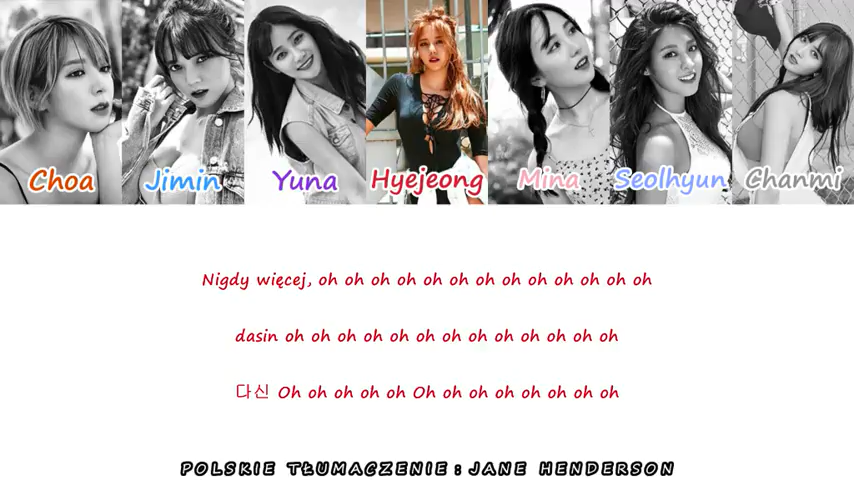 Choa Jimin Yuna Hyejeong Mina Seolhyun Chanmi
Nigdy więcej, oh oh oh oh oh oh oh oh oh oh oh oh oh
dasin oh oh oh oh oh oh oh oh oh oh oh oh oh
다신 Oh oh oh oh oh Oh oh oh oh oh oh oh oh
POLSKIE TŁUMACZENIE : JANE HENDERSON